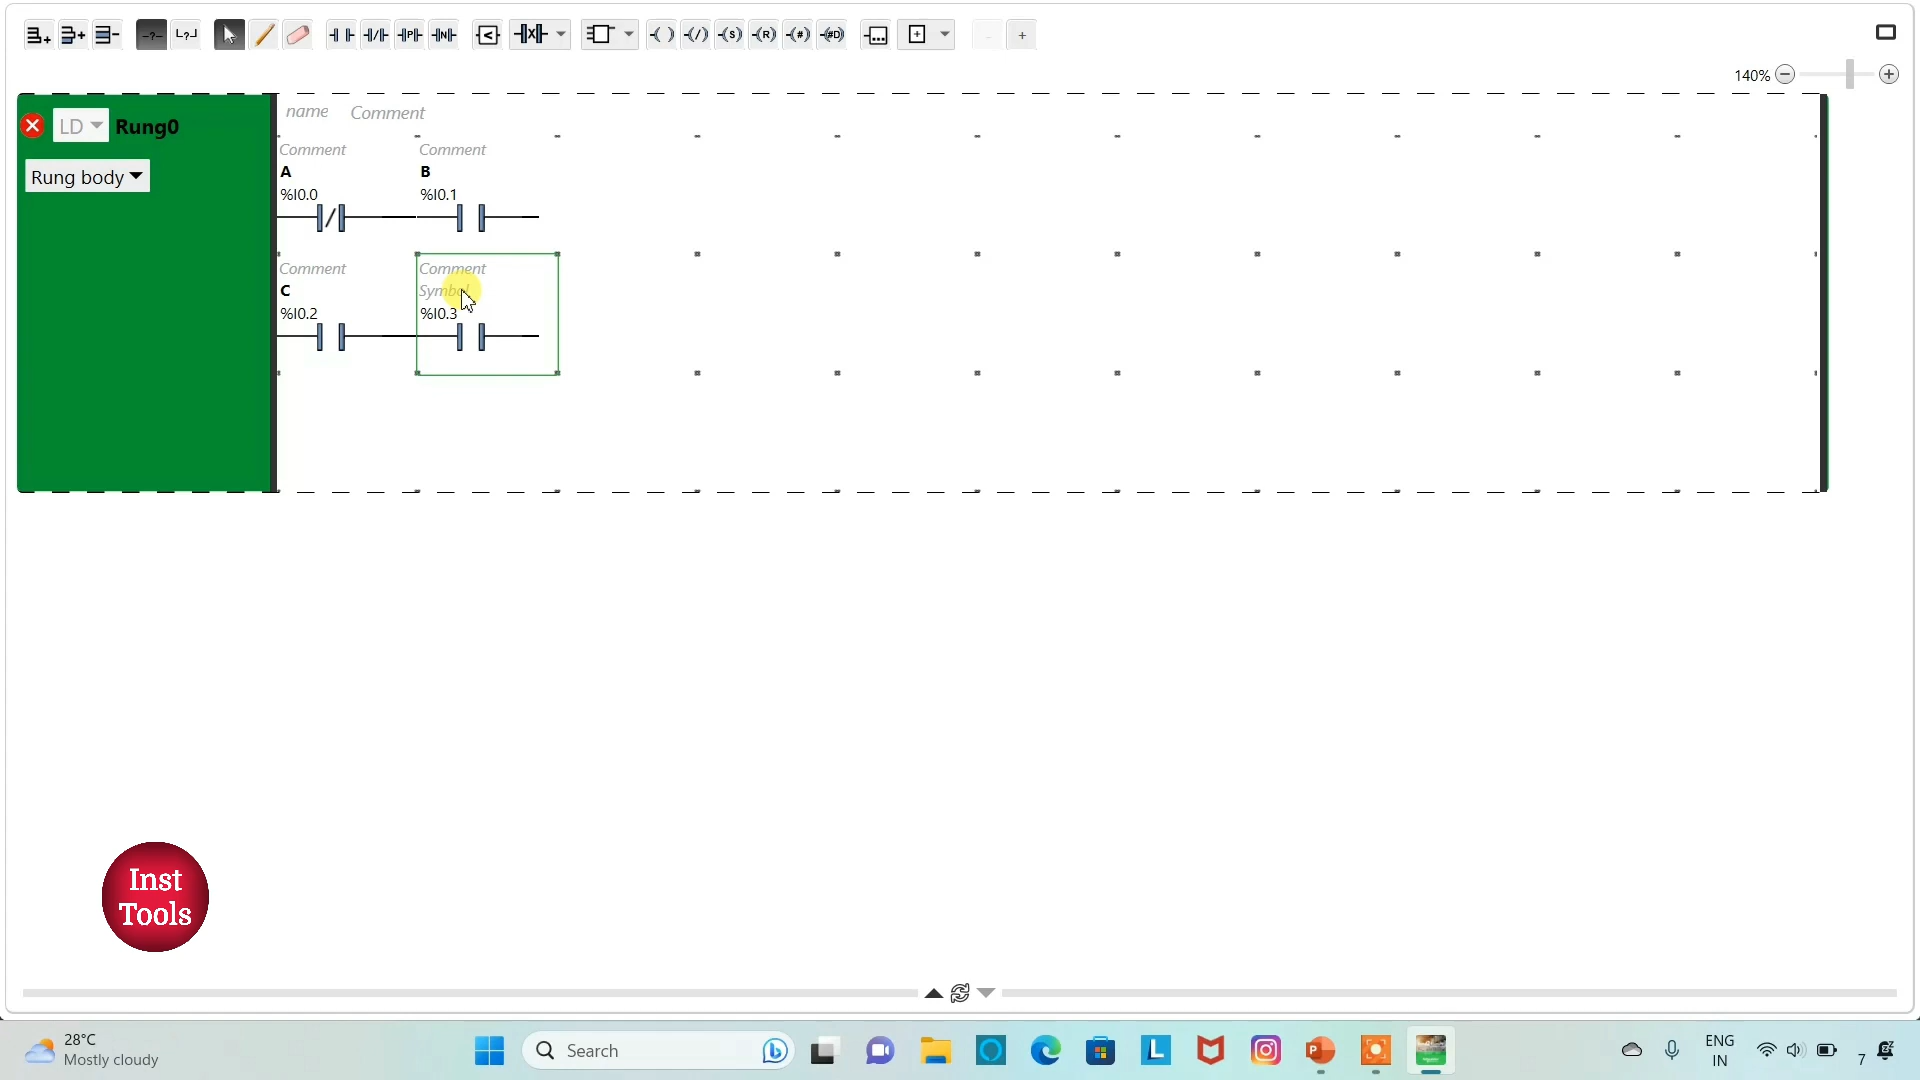 140%
LD
Rung0
name Comment
Rung body
Comment Comment
A B
%I0.0 %I0.1
Comment Comment
C Symbol
%I0.2 %I0.3
Inst
Tools
28°C
Mostly cloudy
Search
ENG
IN
7